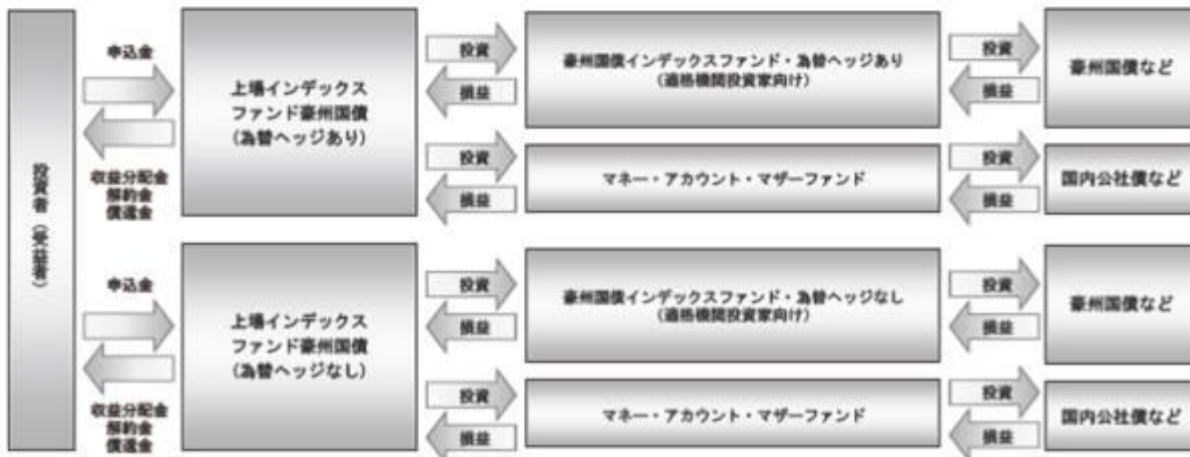 投資者（受益者）
申込金
収益分配金
解約金
償還金
上場インデックス
ファンド豪州国債
（為替ヘッジあり）
投資
損益
豪州国債インデックスファンド・為替ヘッジあり
（適格機関投資家向け）
投資
損益
豪州国債など
投資
損益
マネー・アカウント・マザーファンド
投資
損益
国内公社債など
申込金
収益分配金
解約金
償還金
上場インデックス
ファンド豪州国債
（為替ヘッジなし）
投資
損益
豪州国債インデックスファンド・為替ヘッジなし
（適格機関投資家向け）
投資
損益
豪州国債など
投資
損益
マネー・アカウント・マザーファンド
投資
損益
国内公社債など